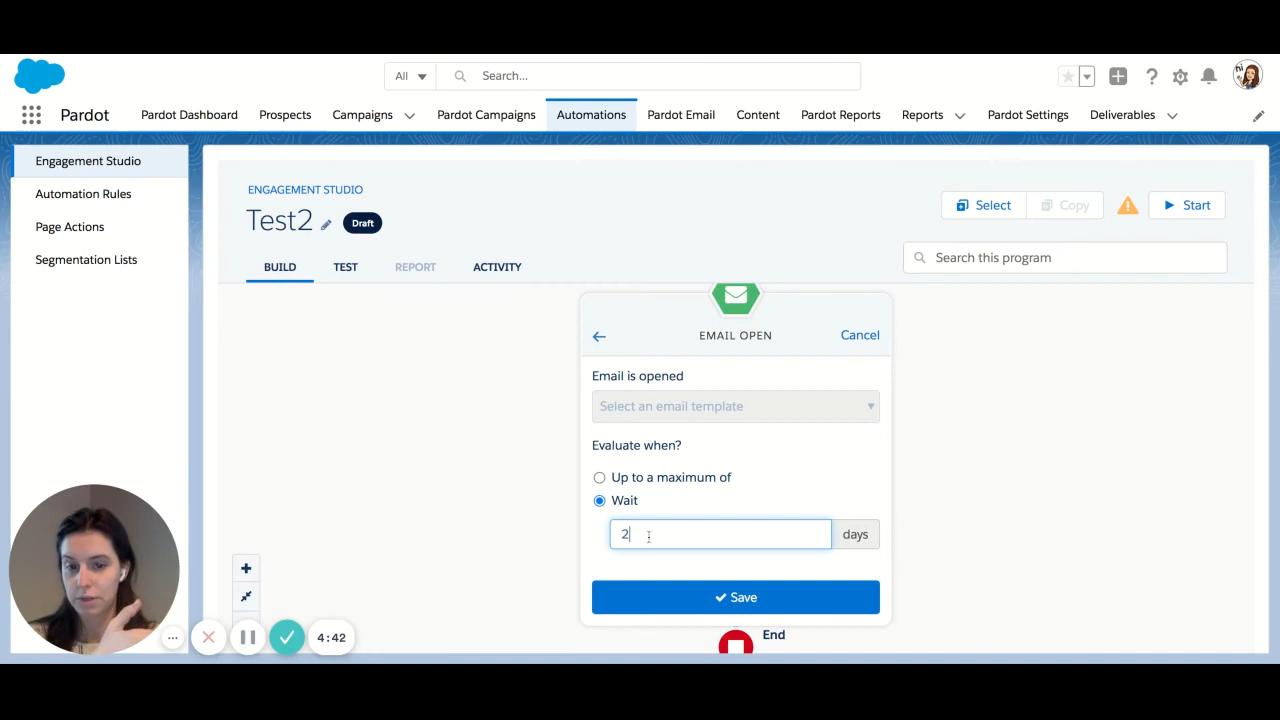 All
Search...
Pardot
Pardot Dashboard
Prospects
Campaigns
Pardot Campaigns
Automations
Pardot Email
Content
Pardot Reports
Reports
Pardot Settings
Deliverables
Engagement Studio
Automation Rules
Page Actions
Segmentation Lists
ENGAGEMENT STUDIO
Test2
Draft
Select
Copy
Start
BUILD
TEST
REPORT
ACTIVITY
Search this program
EMAIL OPEN
Cancel
Email is opened
Select an email template
Evaluate when?
Up to a maximum of
Wait
2
days
Save
End
4:42
hi